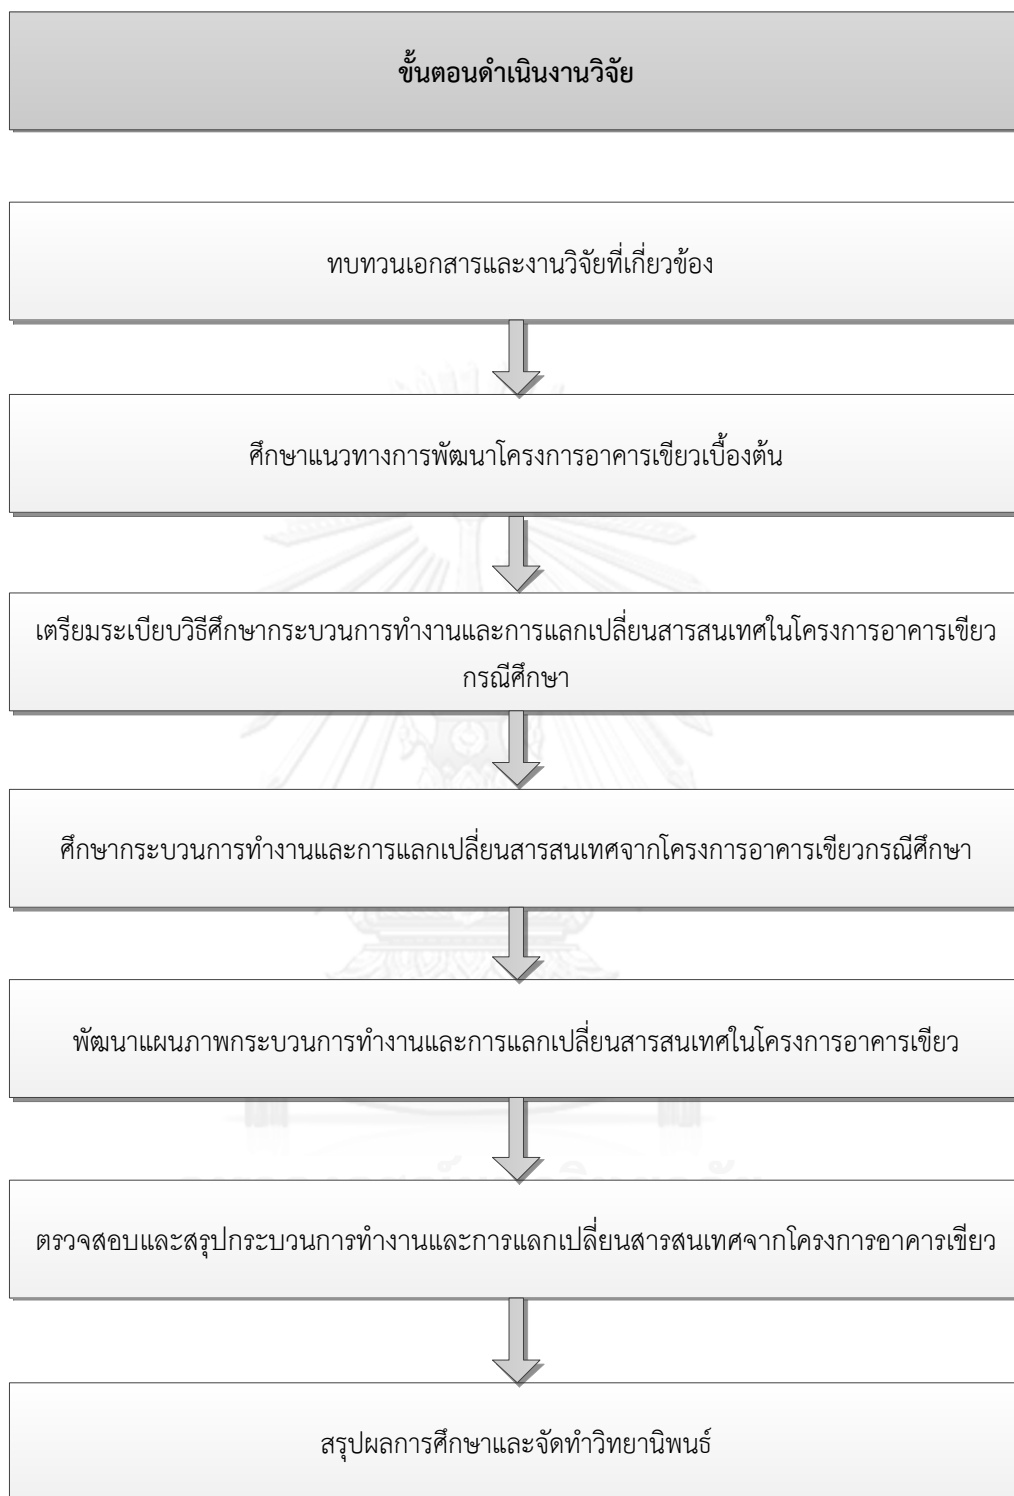 ขั้นตอนดำเนินงานวิจัย
ทบทวนเอกสารและงานวิจัยที่เกี่ยวข้อง
ศึกษาแนวทางการพัฒนาโครงการอาคารเขียวเบื้องต้น
เตรียมระเบียบวิธีศึกษากระบวนการทำงานและการแลกเปลี่ยนสารสนเทศในโครงการอาคารเขียว
กรณีศึกษา
ศึกษากระบวนการทำงานและการแลกเปลี่ยนสารสนเทศจากโครงการอาคารเขียวกรณีศึกษา
พัฒนาแผนภาพกระบวนการทำงานและการแลกเปลี่ยนสารสนเทศในโครงการอาคารเขียว
ตรวจสอบและสรุปกระบวนการทำงานและการแลกเปลี่ยนสารสนเทศจากโครงการอาคารเขียว
สรุปผลการศึกษาและจัดทำวิทยานิพนธ์